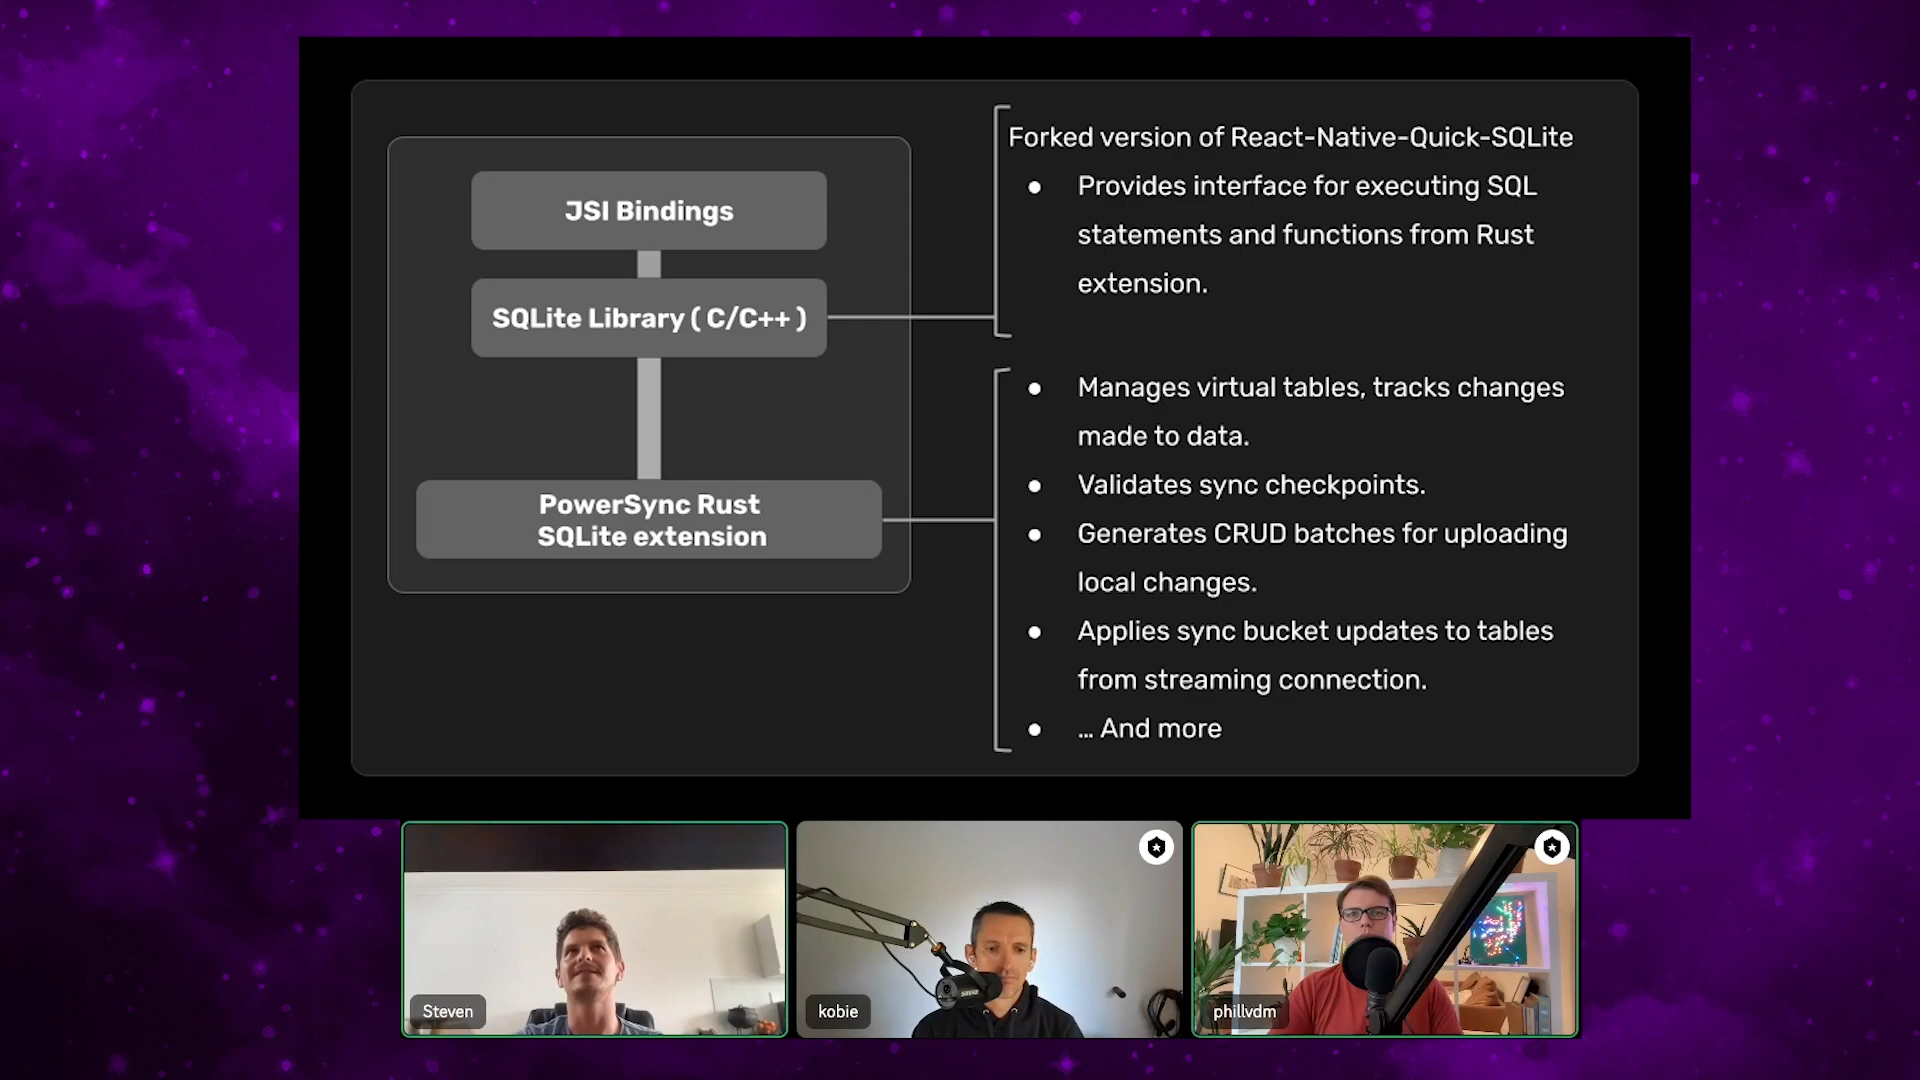 JSI Bindings
SQLite Library ( C/C++ )
PowerSync Rust
SQLite extension
Forked version of React-Native-Quick-SQLite
● Provides interface for executing SQL
statements and functions from Rust
extension.
● Manages virtual tables, tracks changes
made to data.
● Validates sync checkpoints.
● Generates CRUD batches for uploading
local changes.
● Applies sync bucket updates to tables
from streaming connection.
● … And more
Steven
kobie
phillvdm